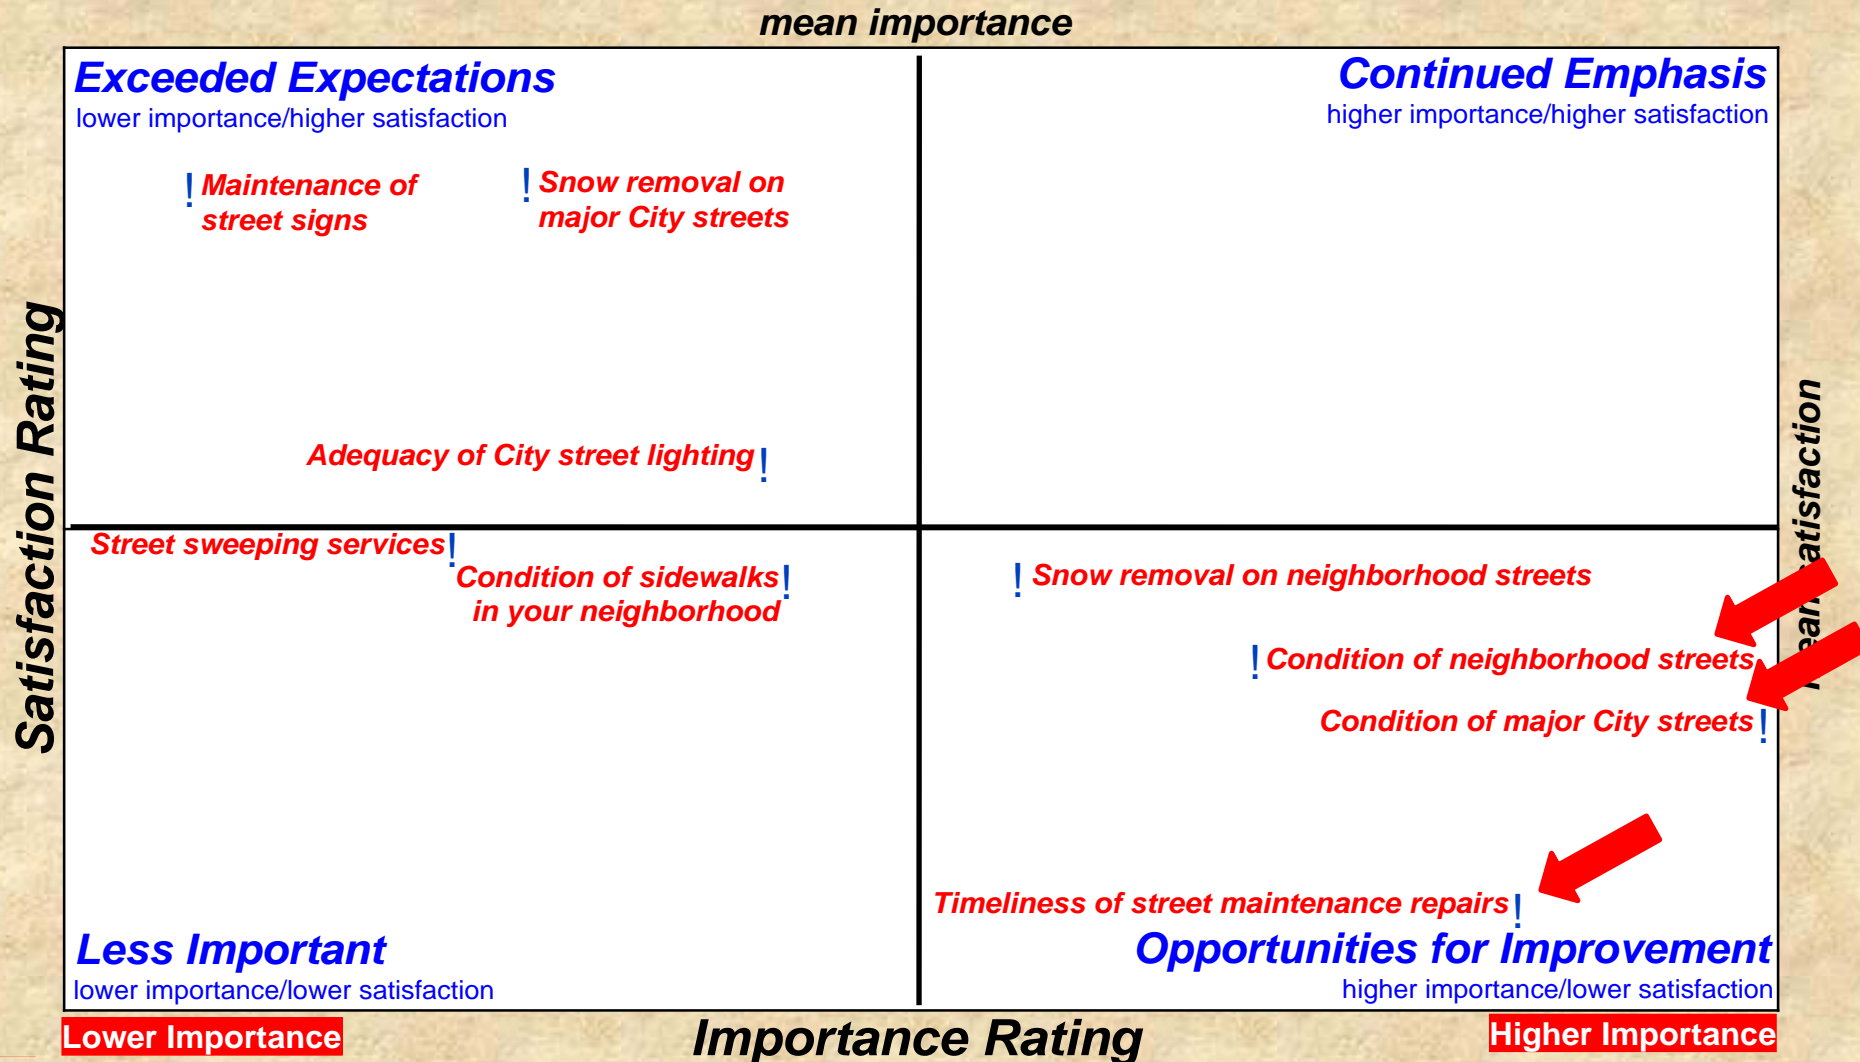 mean importance
Exceeded Expectations
lower importance/higher satisfaction
Continued Emphasis
higher importance/higher satisfaction
! Maintenance of
street signs
! Snow removal on
major City streets
Adequacy of City street lighting !
Satisfaction Rating
mean satisfaction
Street sweeping services !
Condition of sidewalks !
in your neighborhood
! Snow removal on neighborhood streets
! Condition of neighborhood streets
Condition of major City streets !
Timeliness of street maintenance repairs !
Less Important
lower importance/lower satisfaction
Opportunities for Improvement
higher importance/lower satisfaction
Lower Importance
Importance Rating
Higher Importance